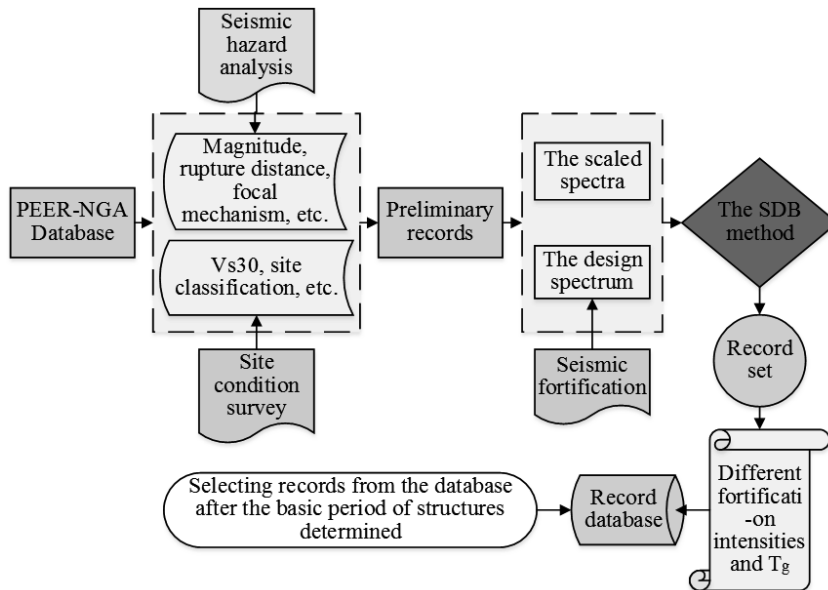 Seismic
hazard
analysis
PEER-NGA
Database
Magnitude,
rupture distance,
focal
mechanism, etc.
Vs30, site
classification, etc.
Site
condition
survey
Preliminary
records
The scaled
spectra
The design
spectrum
Seismic
fortification
The SDB
method
Record
set
Different
fortificati
-on
intensities
and Tg
Record
database
Selecting records from the database
after the basic period of structures
determined